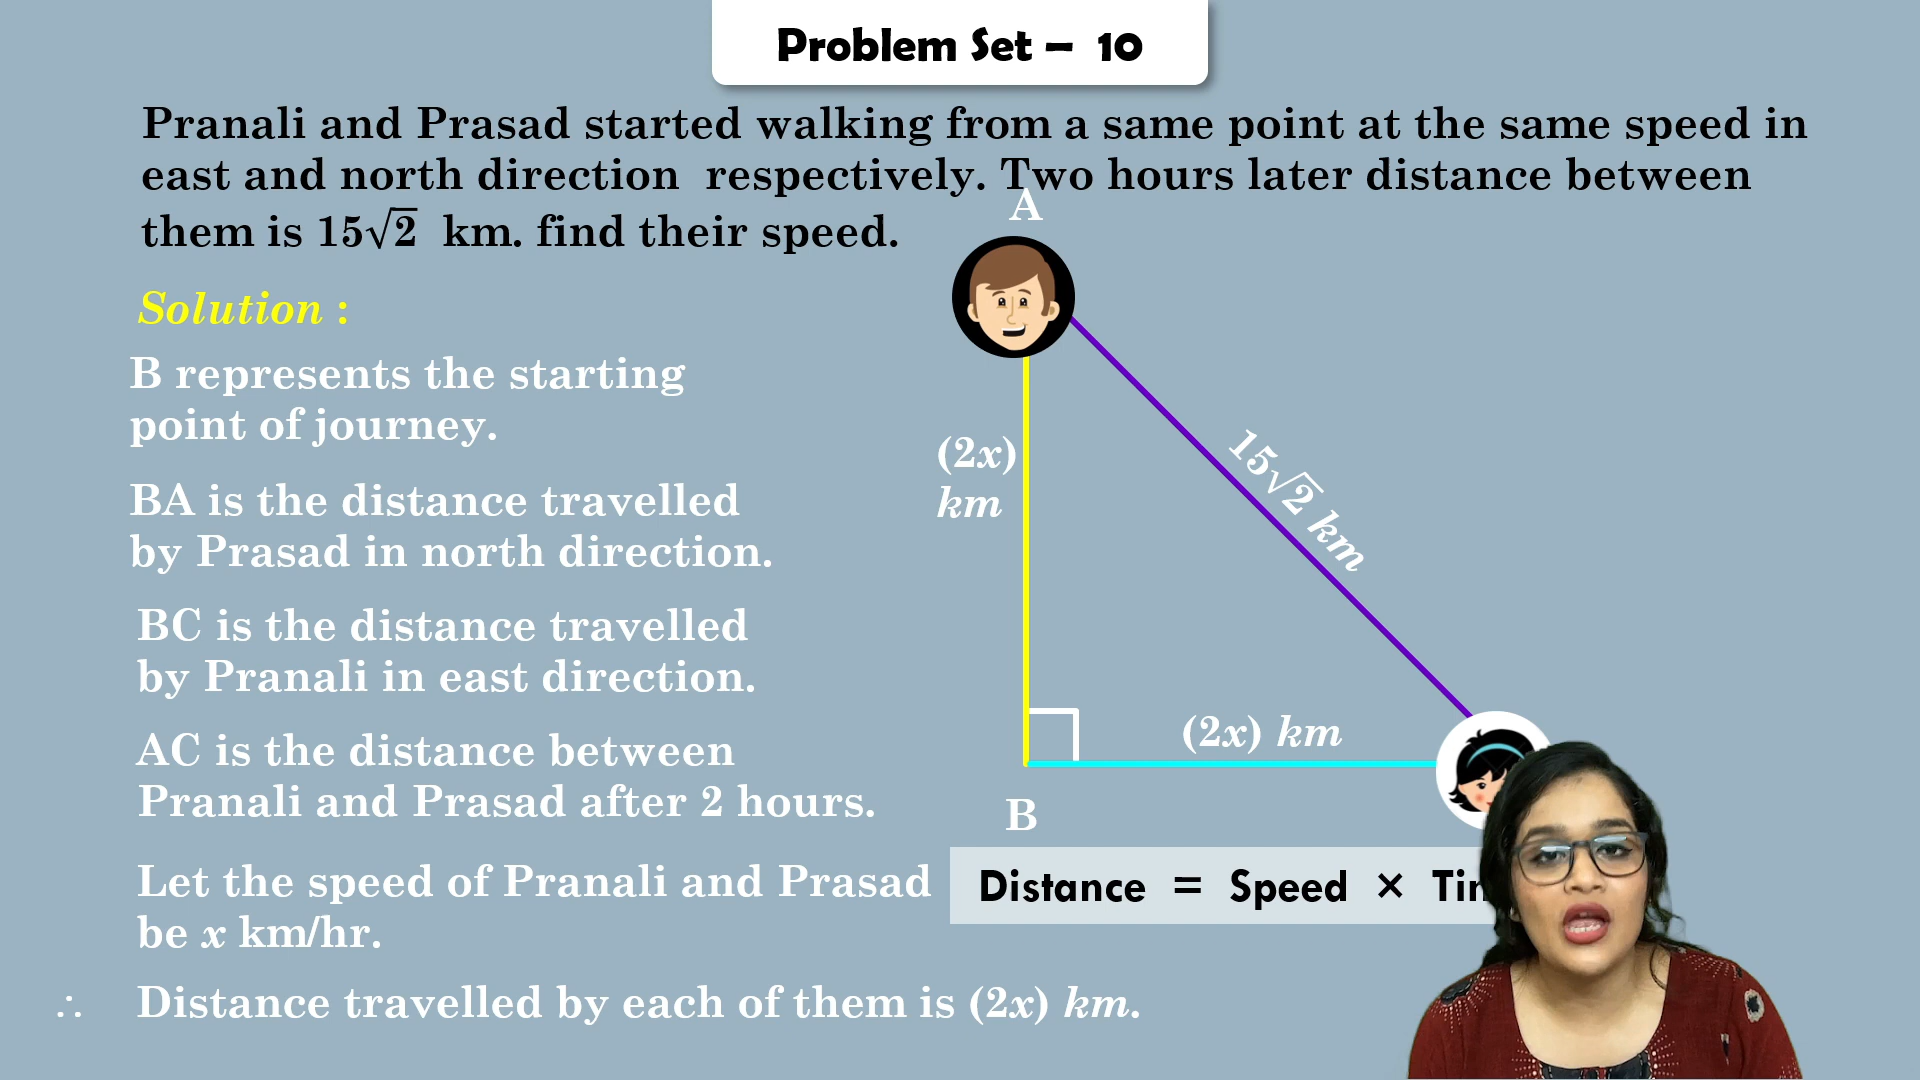 Problem Set – 10
Pranali and Prasad started walking from a same point at the same speed in
east and north direction respectively. Two hours later distance between
them is 15√2 km. find their speed.
A
Solution :
B represents the starting
point of journey.
(2x)
km
15√2 km
BA is the distance travelled
by Prasad in north direction.
BC is the distance travelled
by Pranali in east direction.
(2x) km
AC is the distance between
Pranali and Prasad after 2 hours.
B
Let the speed of Pranali and Prasad
be x km/hr.
Distance = Speed ×
∴ Distance travelled by each of them is (2x) km.